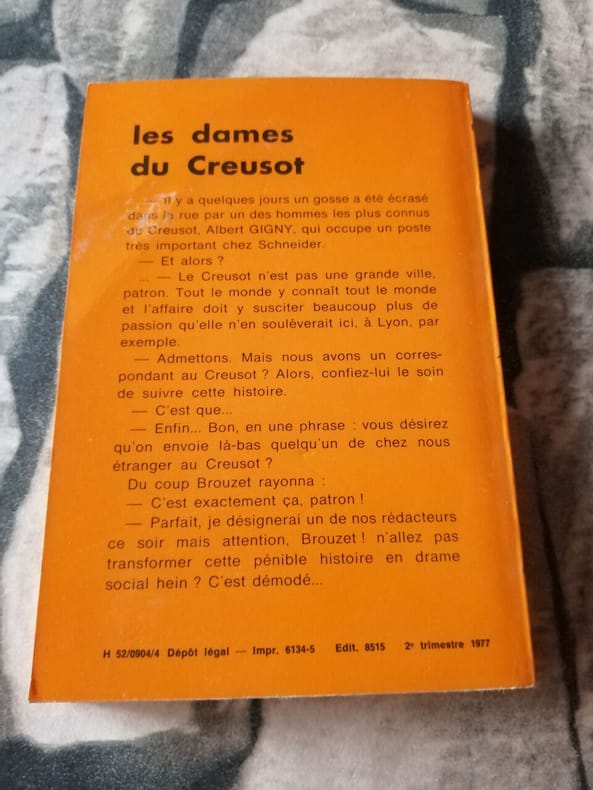 les dames
du Creusot
— Il y a quelques jours un gosse a été écrasé
dans la rue par un des hommes les plus connus
du Creusot, Albert GIGNY, qui occupe un poste
très important chez Schneider.
— Et alors ?
... — Le Creusot n'est pas une grande ville,
patron. Tout le monde y connaît tout le monde
et l'affaire doit y susciter beaucoup plus de
passion qu'elle n'en soulèverait ici, à Lyon, par
exemple.
— Admettons. Mais nous avons un corres-
pondant au Creusot ? Alors, confiez-lui le soin
de suivre cette histoire.
— C'est que...
— Enfin... Bon, en une phrase : vous désirez
qu'on envoie là-bas quelqu'un de chez nous
étranger au Creusot ?
Du coup Brouzet rayonna :
— C'est exactement ça, patron !
— Parfait, je désignerai un de nos rédacteurs
ce soir mais attention, Brouzet ! n'allez pas
transformer cette pénible histoire en drame
social hein ? C'est démodé...
H 52/0904/4 Dépôt légal — Impr. 6134-5 Edit. 8515 2e trimestre 1977